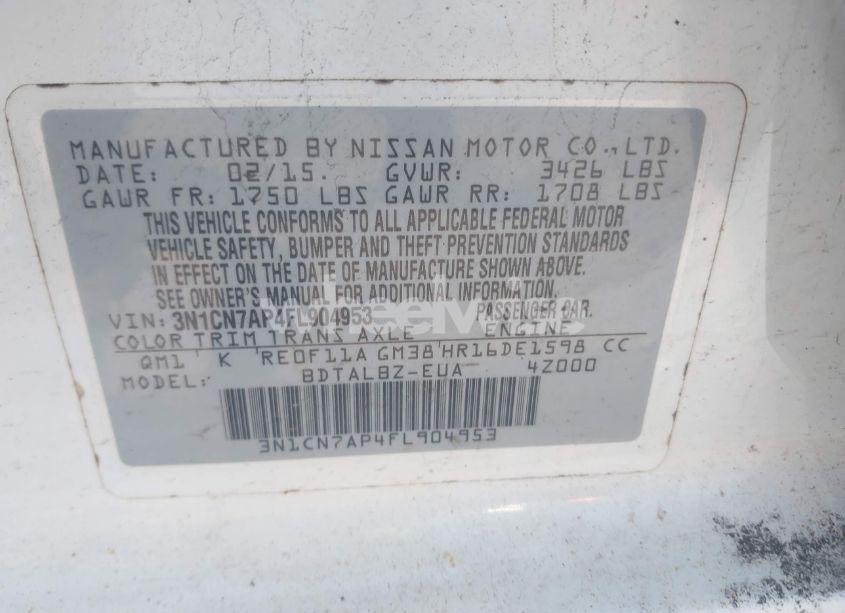 MANUFACTURED BY NISSAN MOTOR CO.,LTD.
DATE: 02/15. GVWR: 3426 LBS
GAWR FR: 1750 LBS GAWR RR: 1708 LBS
THIS VEHICLE CONFORMS TO ALL APPLICABLE FEDERAL MOTOR
VEHICLE SAFETY, BUMPER AND THEFT PREVENTION STANDARDS
IN EFFECT ON THE DATE OF MANUFACTURE SHOWN ABOVE.
SEE OWNER'S MANUAL FOR ADDITIONAL INFORMATION.
VIN: 3N1CN7AP4FL904953 PASSENGER CAR.
COLOR TRIM TRANS AXLE ENGINE
QM1 K RE0F11A GM38 HR16DE1598 CC
MODEL: BDTALBZ-EUA 4Z000
3N1CN7AP4FL904953